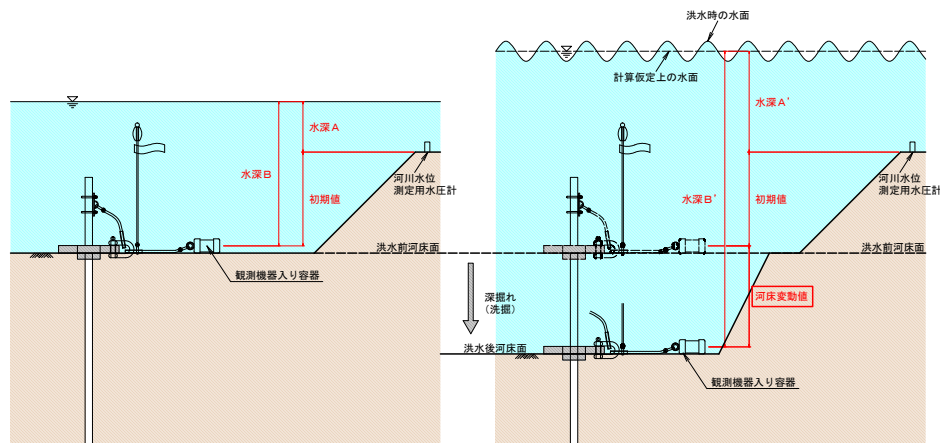 洪水時の水面
計算仮定上の水面
水深A
水深B
初期値
河川水位
測定用水圧計
洪水前河床面
観測機器入り容器
深掘れ
(洗掘)
洪水後河床面
水深A'
水深B'
初期値
河川水位
測定用水圧計
洪水前河床面
河床変動値
観測機器入り容器